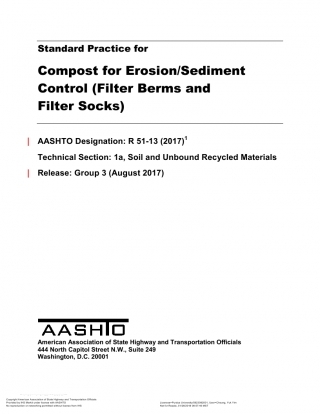 Standard Practice for
Compost for Erosion/Sediment
Control (Filter Berms and
Filter Socks)
AASHTO Designation: R 51-13 (2017)1
Technical Section: 1a, Soil and Unbound Recycled Materials
Release: Group 3 (August 2017)
AASHTO
American Association of State Highway and Transportation Officials
444 North Capitol Street N.W., Suite 249
Washington, D.C. 20001